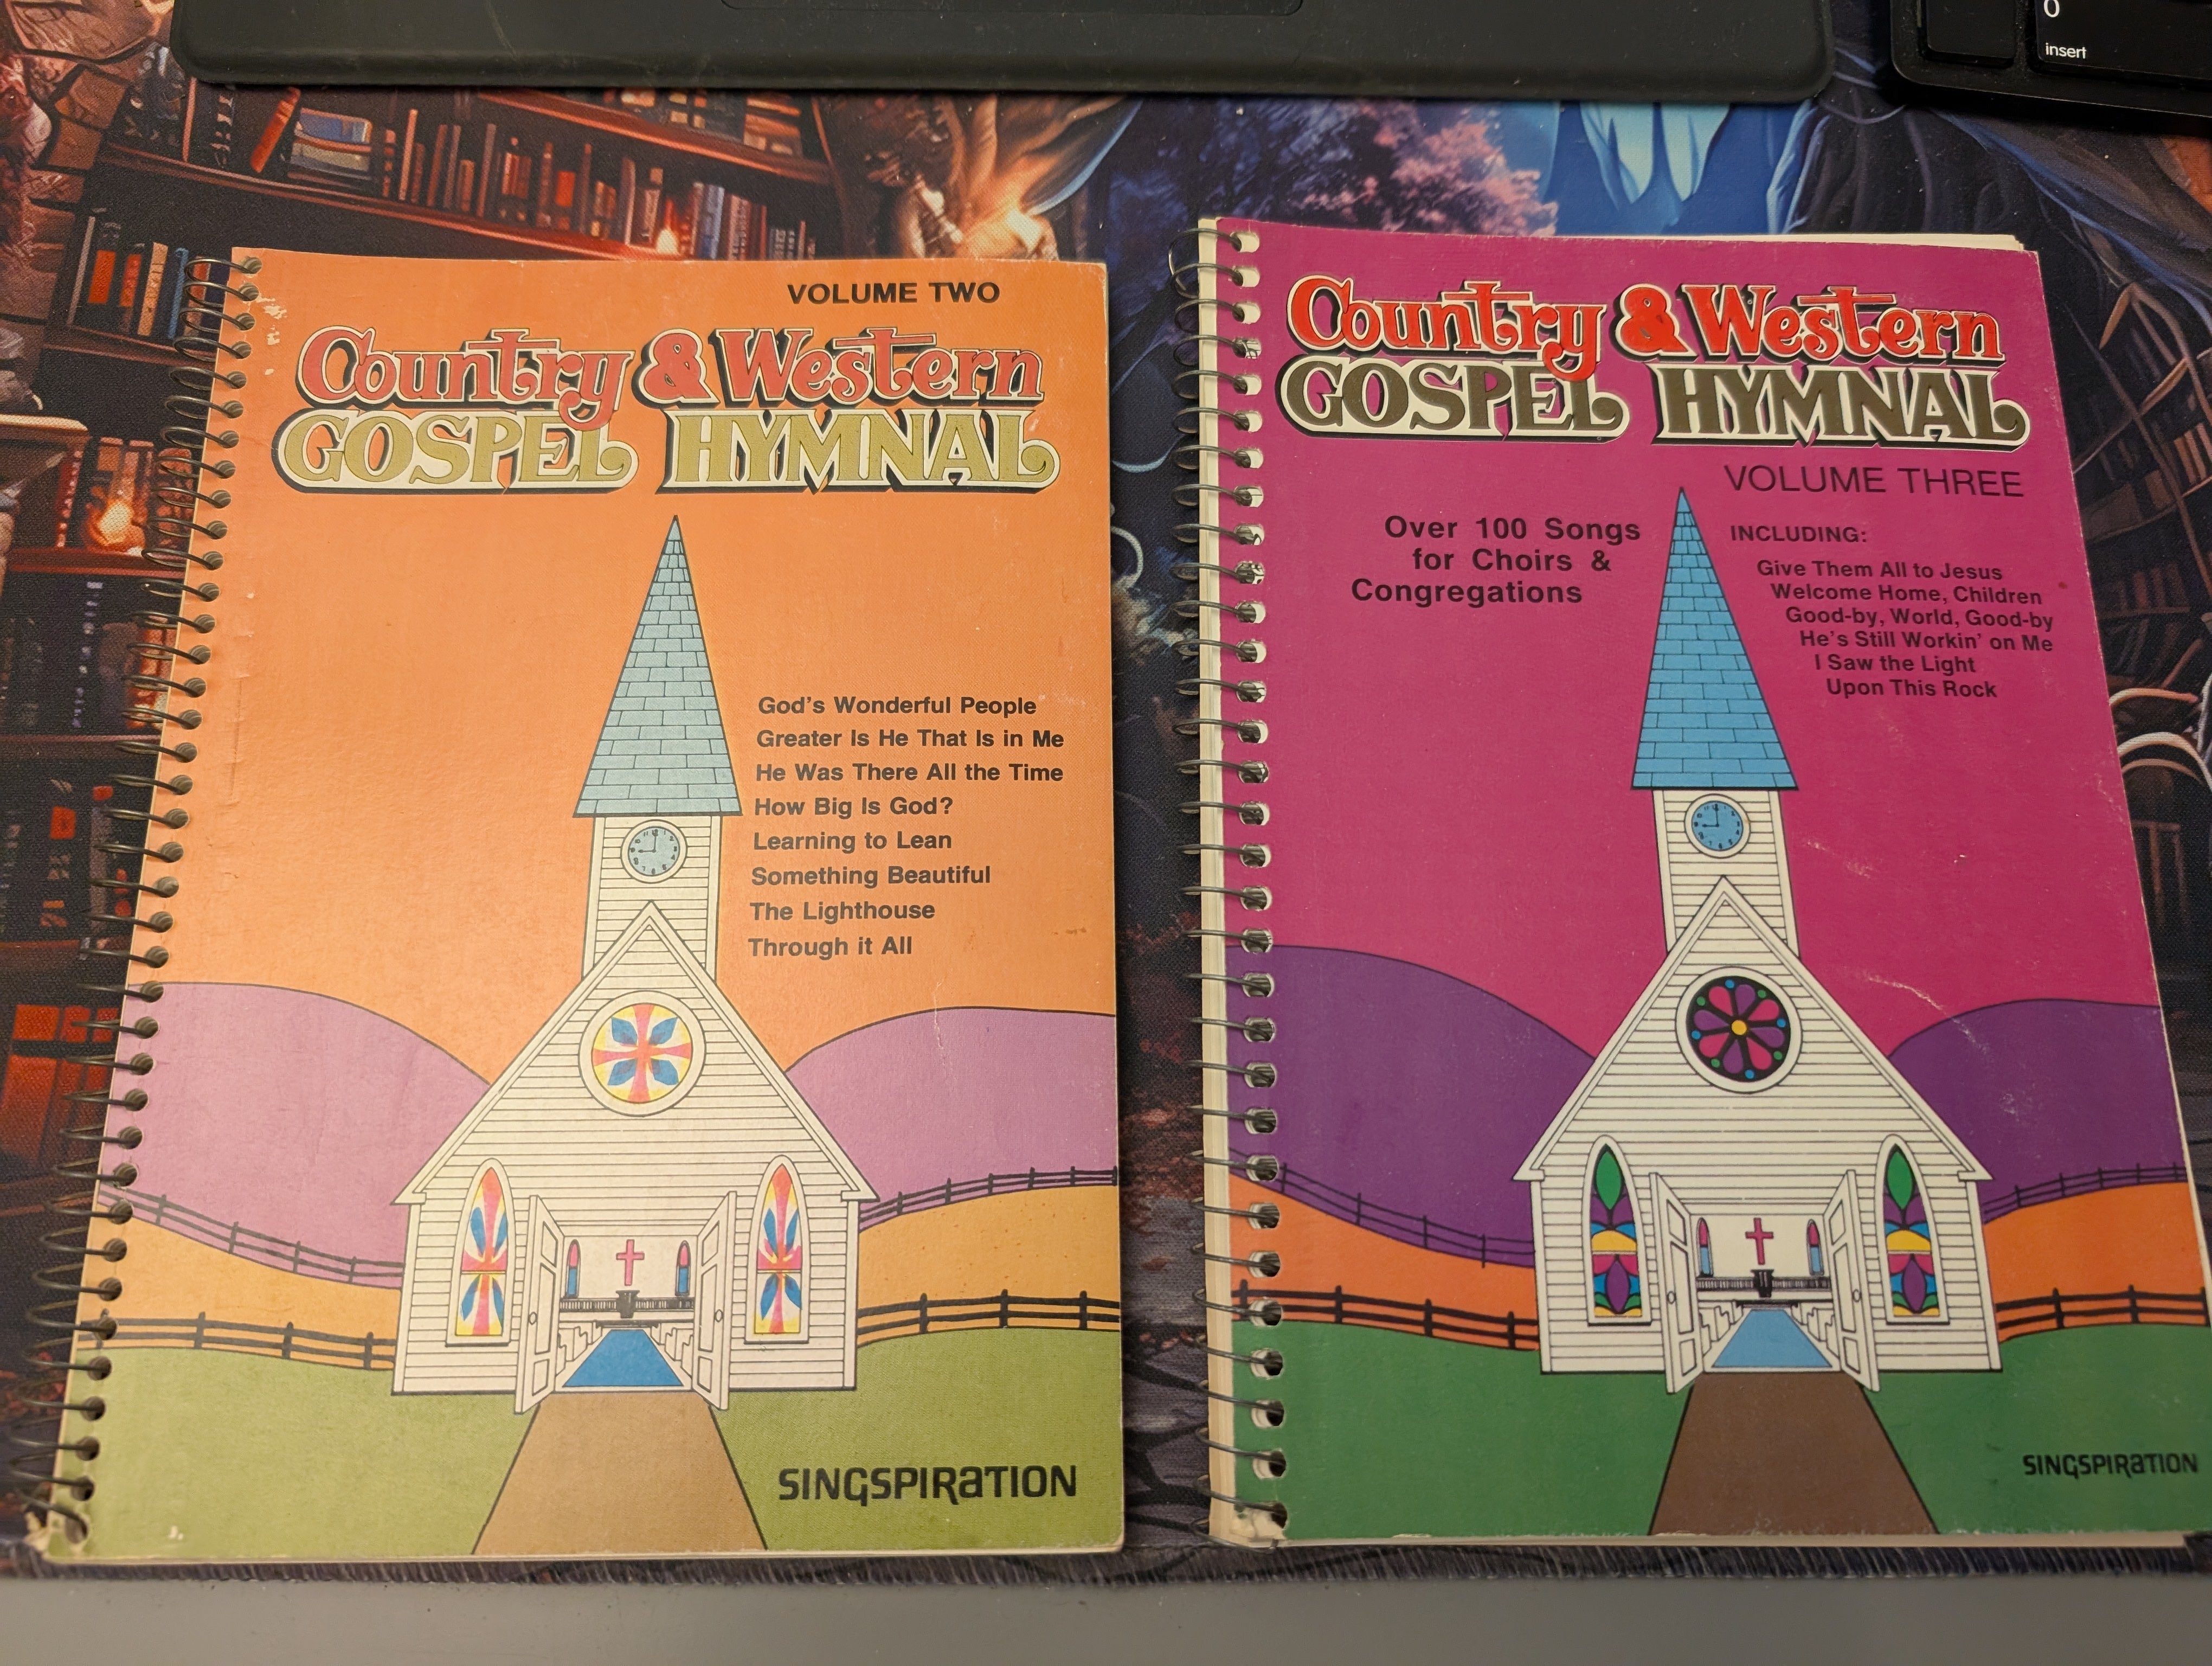 0
insert
VOLUME TWO
Country & Western
GOSPEL HYMNAL
God's Wonderful People
Greater Is He That Is in Me
He Was There All the Time
How Big Is God?
Learning to Lean
Something Beautiful
The Lighthouse
Through it All
SINGSPIRATION
Country & Western
GOSPEL HYMNAL
VOLUME THREE
Over 100 Songs
for Choirs &
Congregations
INCLUDING:
Give Them All to Jesus
Welcome Home, Children
Good-by, World, Good-by
He's Still Workin' on Me
I Saw the Light
Upon This Rock
SINGSPIRATION